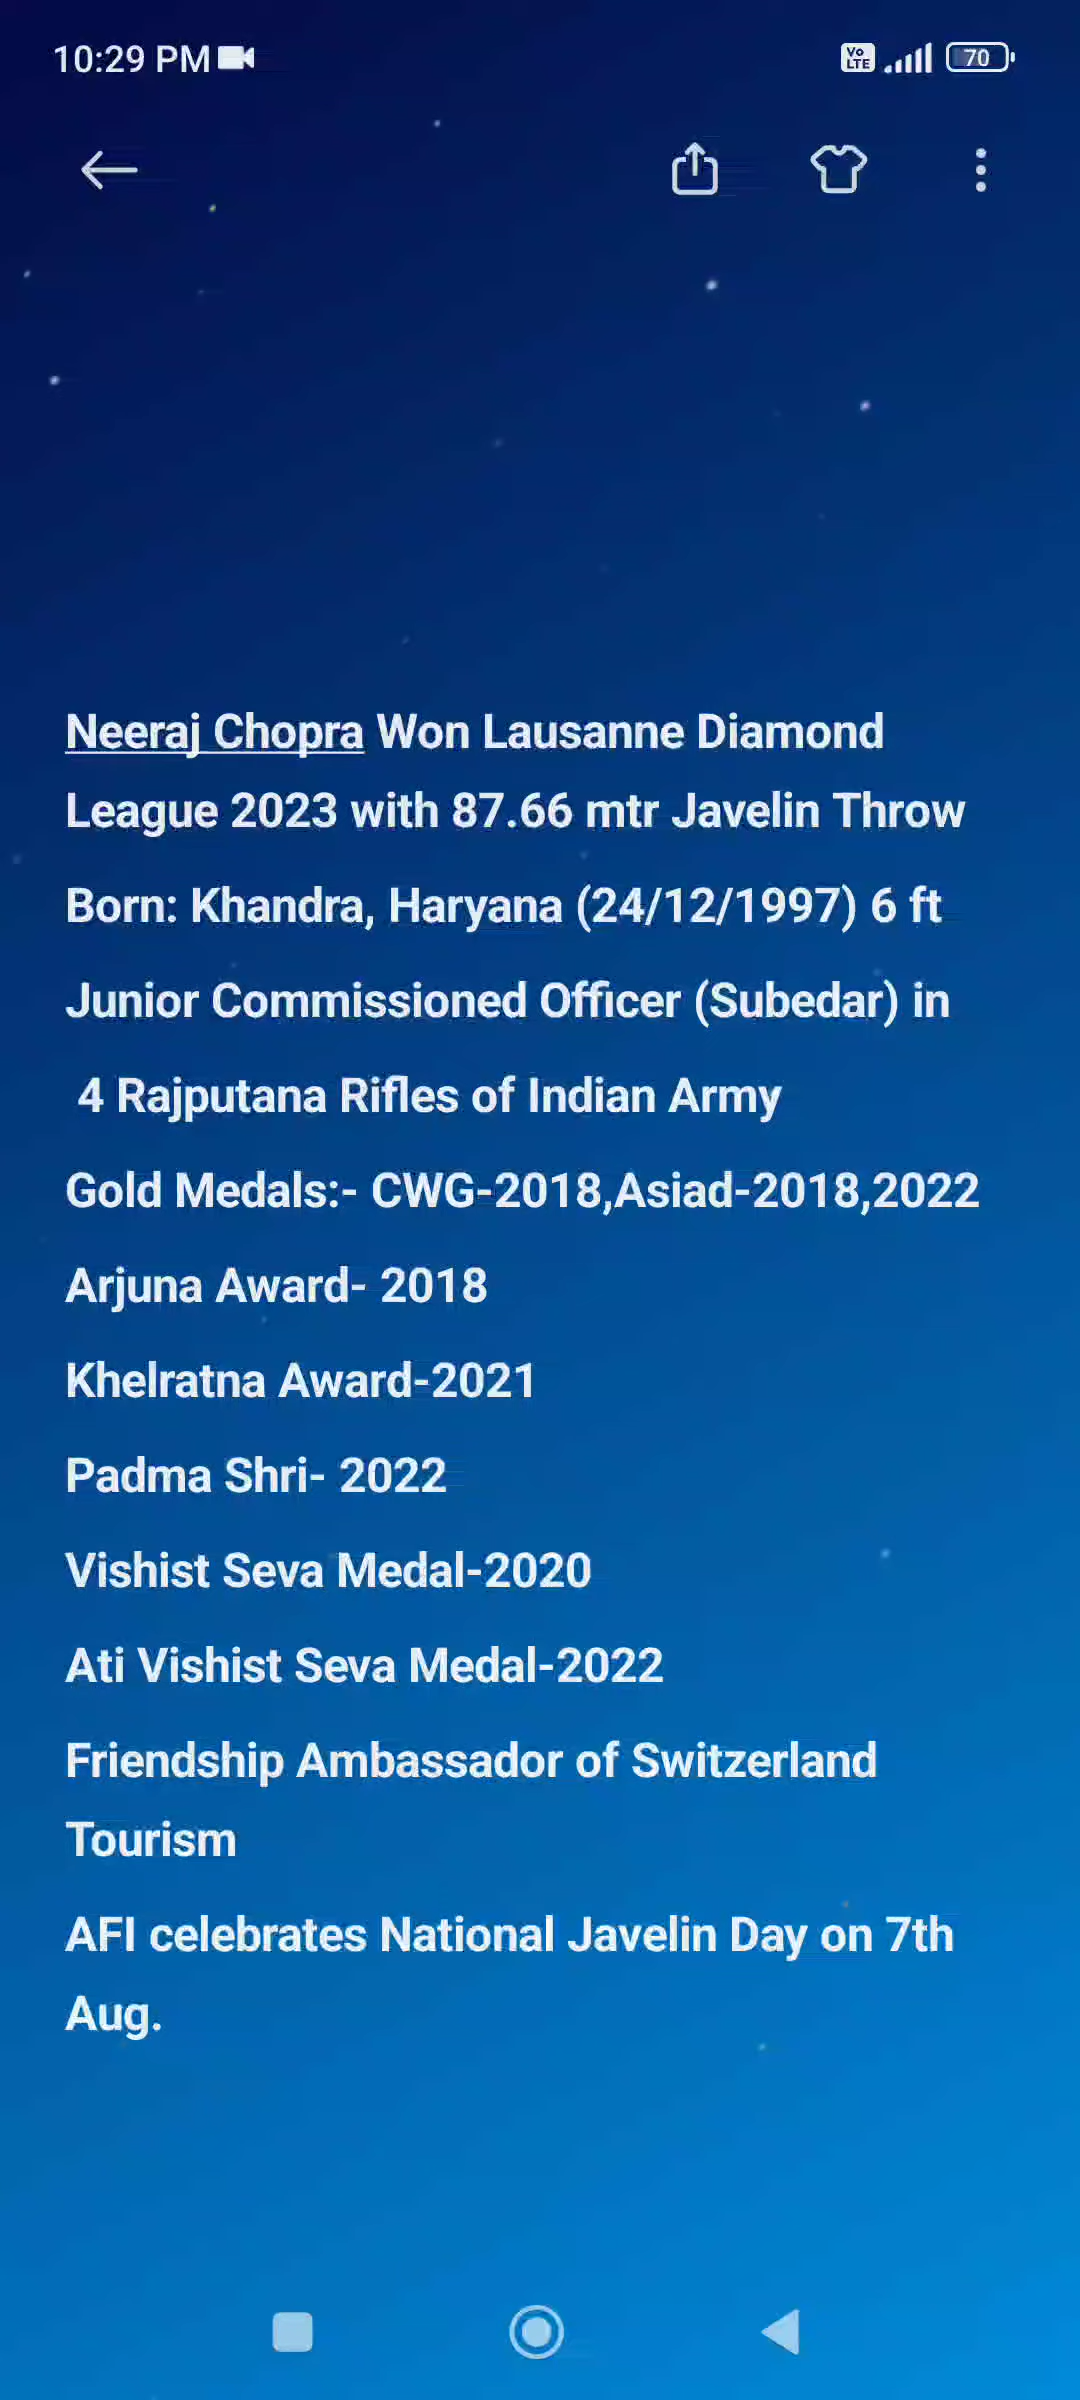 10:29 PM
Vo LTE
70
Neeraj Chopra Won Lausanne Diamond
League 2023 with 87.66 mtr Javelin Throw
Born: Khandra, Haryana (24/12/1997) 6 ft
Junior Commissioned Officer (Subedar) in
4 Rajputana Rifles of Indian Army
Gold Medals:- CWG-2018,Asiad-2018,2022
Arjuna Award- 2018
Khelratna Award-2021
Padma Shri- 2022
Vishist Seva Medal-2020
Ati Vishist Seva Medal-2022
Friendship Ambassador of Switzerland
Tourism
AFI celebrates National Javelin Day on 7th
Aug.